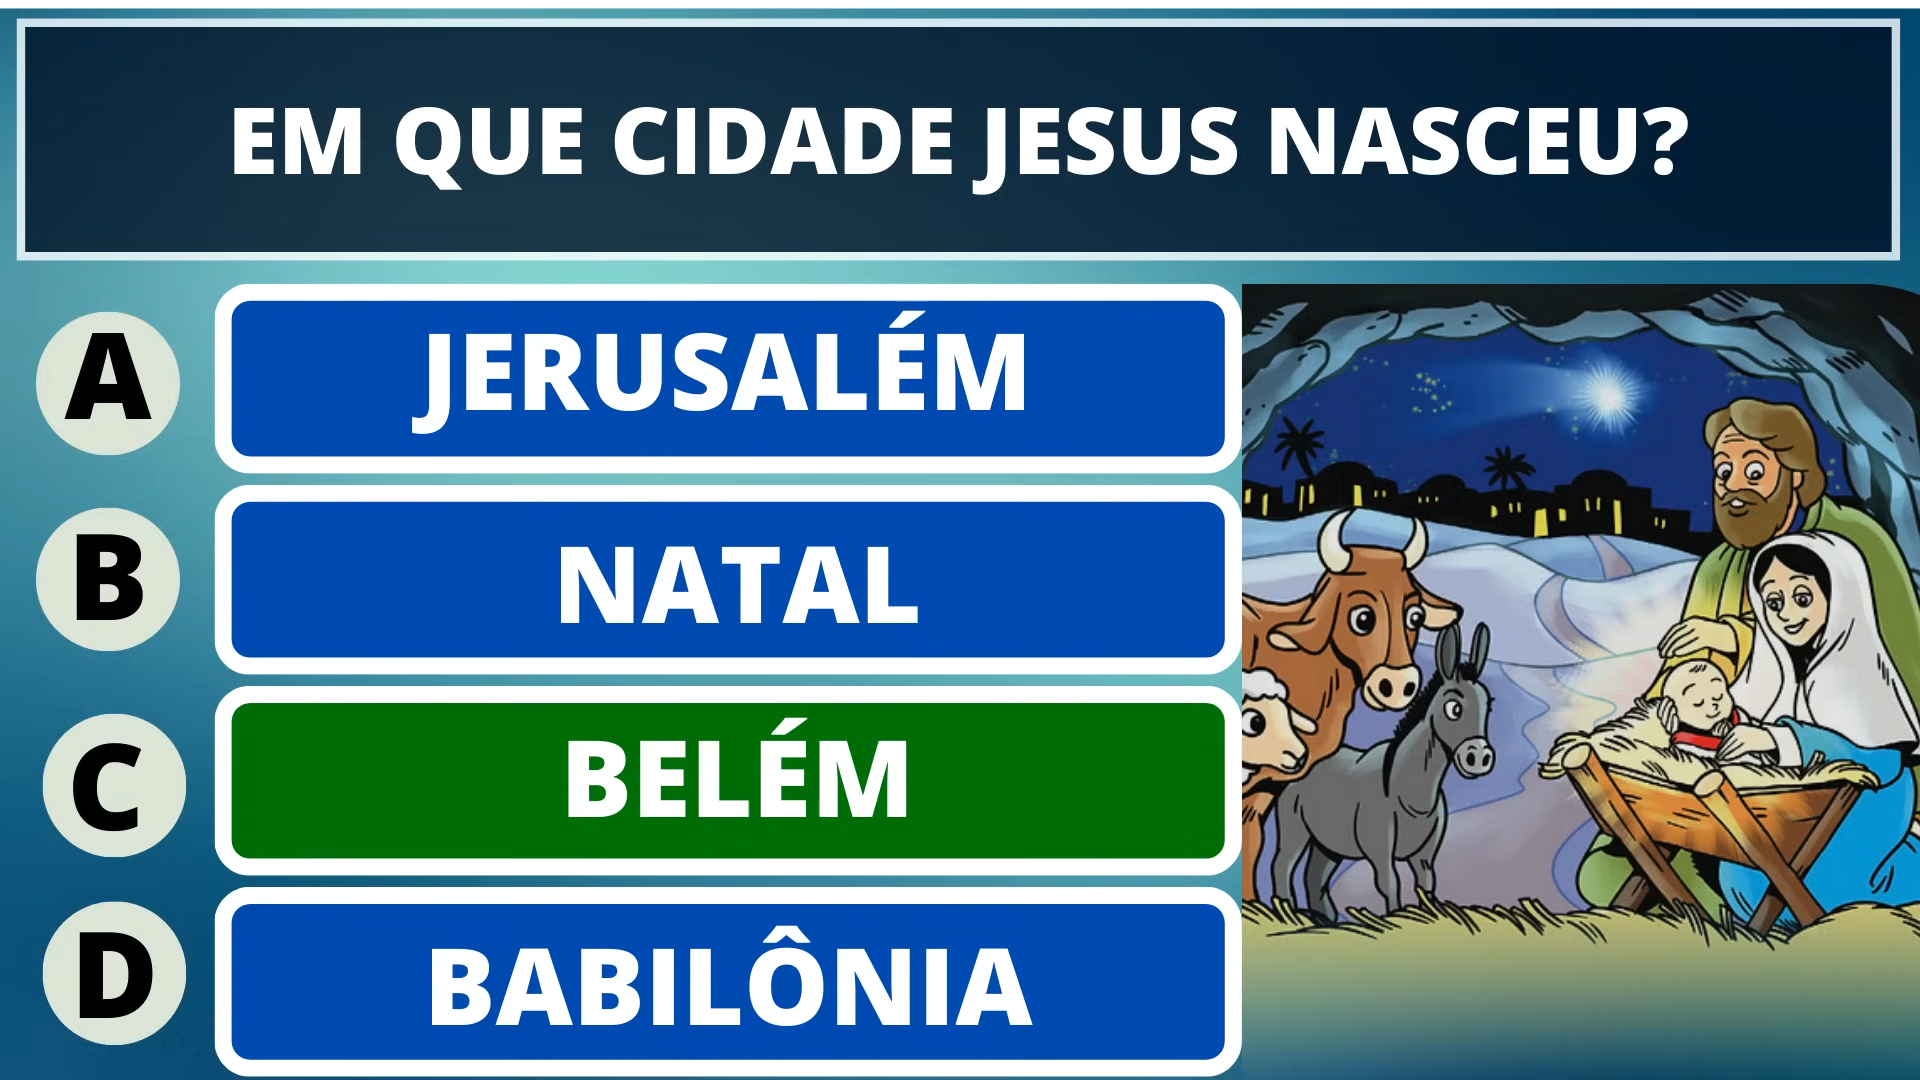 EM QUE CIDADE JESUS NASCEU?
A JERUSALÉM
B NATAL
C BELÉM
D BABILÔNIA